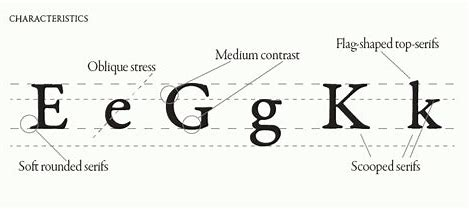 CHARACTERISTICS
Flag-shaped top-serifs
Medium contrast
Oblique stress
E e G g K k
Soft rounded serifs
Scooped serifs